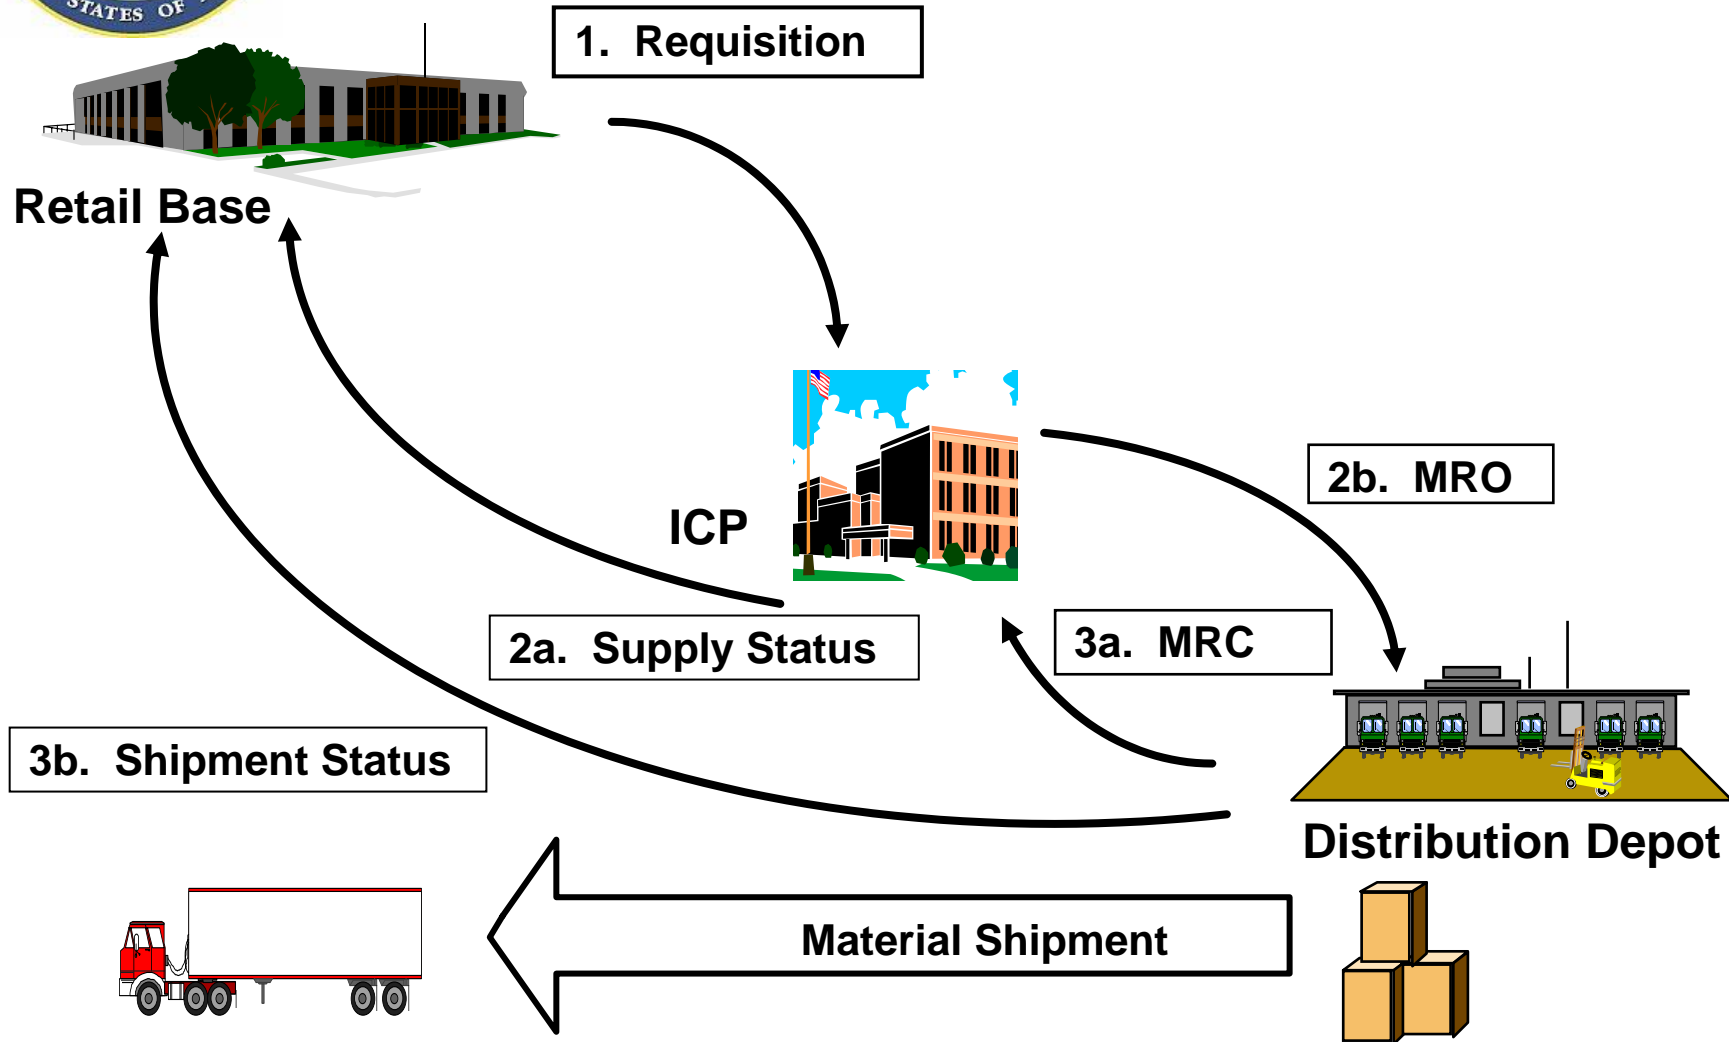 STATES OF
1.  Requisition
Retail Base
2b.  MRO
ICP
2a.  Supply Status
3a.  MRC
3b.  Shipment Status
Distribution Depot
Material Shipment